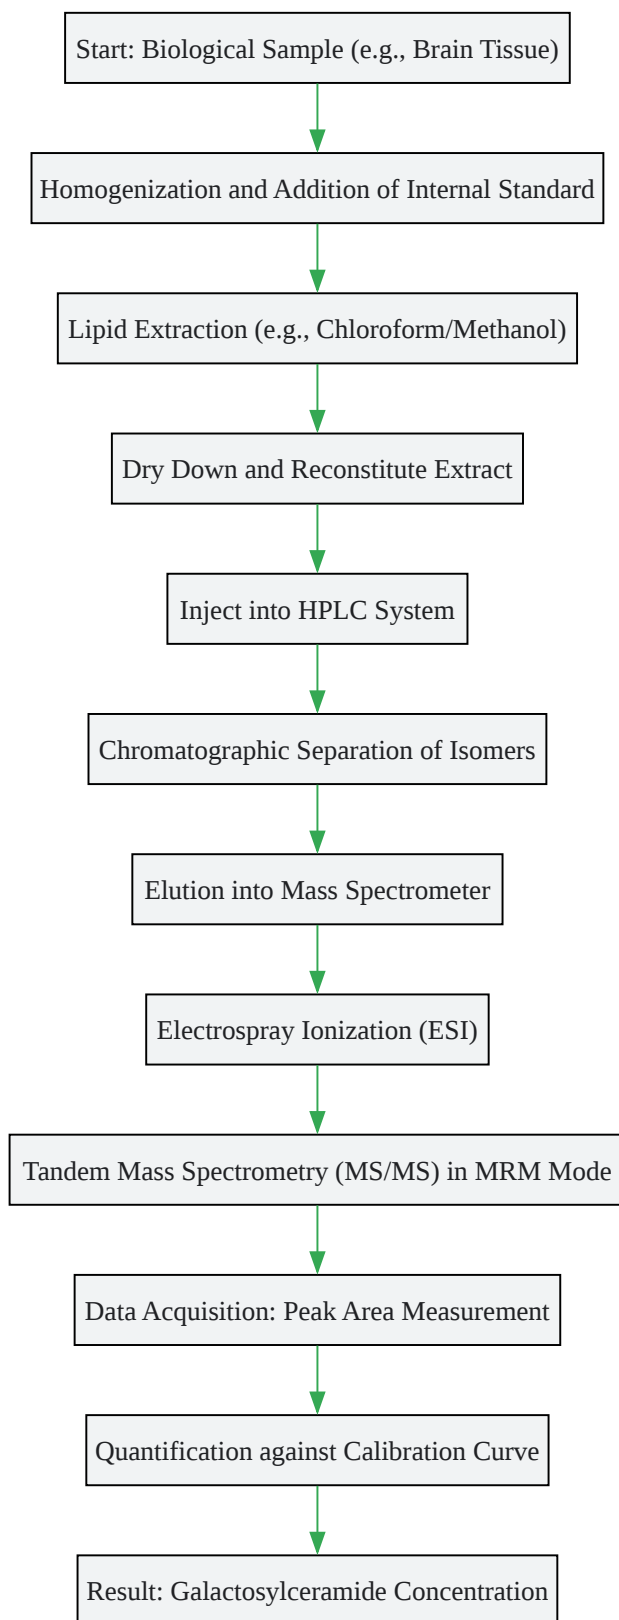 Start: Biological Sample (e.g., Brain Tissue)
Homogenization and Addition of Internal Standard
Lipid Extraction (e.g., Chloroform/Methanol)
Dry Down and Reconstitute Extract
Inject into HPLC System
Chromatographic Separation of Isomers
Elution into Mass Spectrometer
Electrospray Ionization (ESI)
Tandem Mass Spectrometry (MS/MS) in MRM Mode
Data Acquisition: Peak Area Measurement
Quantification against Calibration Curve
Result: Galactosylceramide Concentration